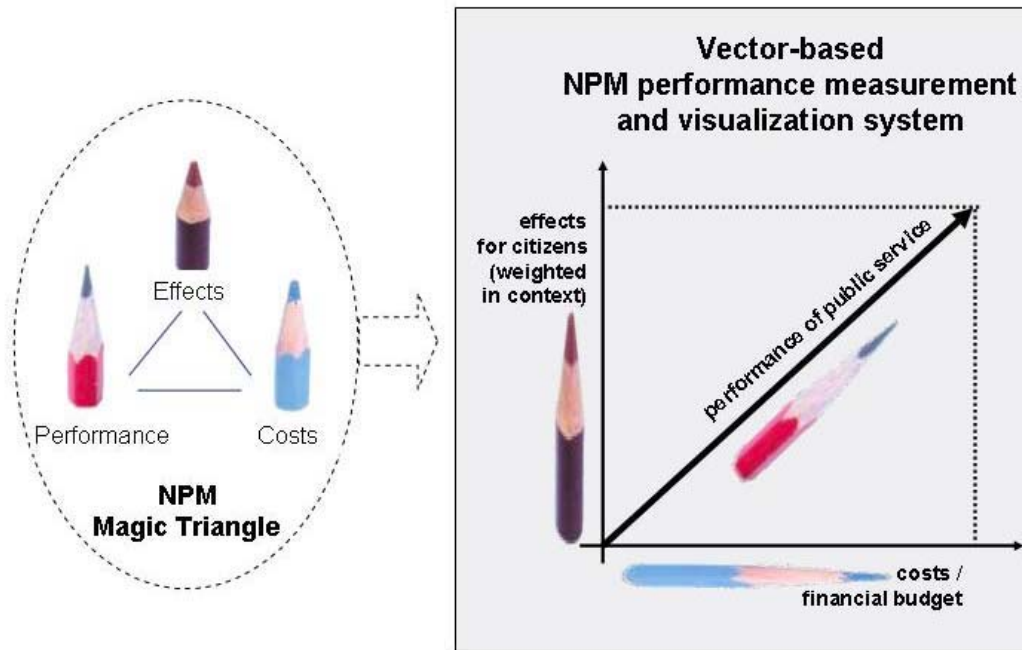 Effects
Performance
Costs
NPM
Magic Triangle
Vector-based
NPM performance measurement
and visualization system
effects
for citizens
(weighted
in context)
performance of public service
costs /
financial budget